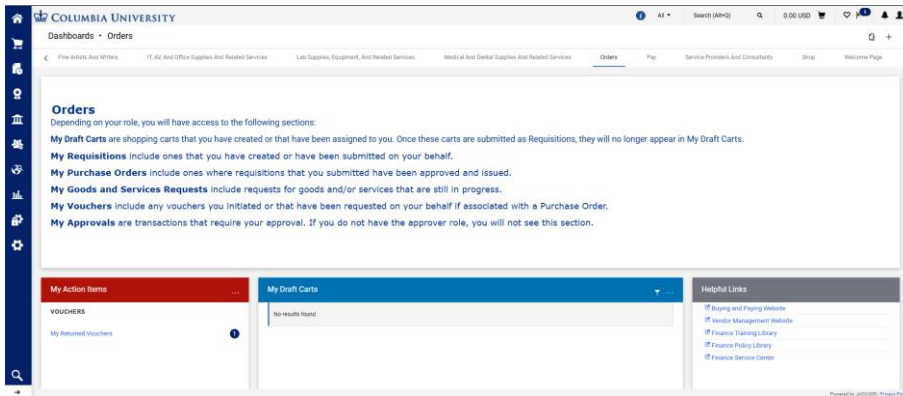 COLUMBIA UNIVERSITY
All
Search (Alt+Q)
0.00 USD
1
Dashboards • Orders
Fine Artists And Writers
IT, AV, And Office Supplies And Related Services
Lab Supplies, Equipment, And Related Services
Medical And Dental Supplies And Related Services
Orders
Pay
Service Providers And Consultants
Shop
Welcome Page
Orders
Depending on your role, you will have access to the following sections:
My Draft Carts are shopping carts that you have created or that have been assigned to you. Once these carts are submitted as Requisitions, they will no longer appear in My Draft Carts.
My Requisitions include ones that you have created or have been submitted on your behalf.
My Purchase Orders include ones where requisitions that you submitted have been approved and issued.
My Goods and Services Requests include requests for goods and/or services that are still in progress.
My Vouchers include any vouchers you initiated or that have been requested on your behalf if associated with a Purchase Order.
My Approvals are transactions that require your approval. If you do not have the approver role, you will not see this section.
My Action Items
VOUCHERS
My Returned Vouchers
1
My Draft Carts
No results found
Helpful Links
Buying and Paying Website
Vendor Management Website
Finance Training Library
Finance Policy Library
Finance Service Center
Powered by JAGGAER | Privacy Pol